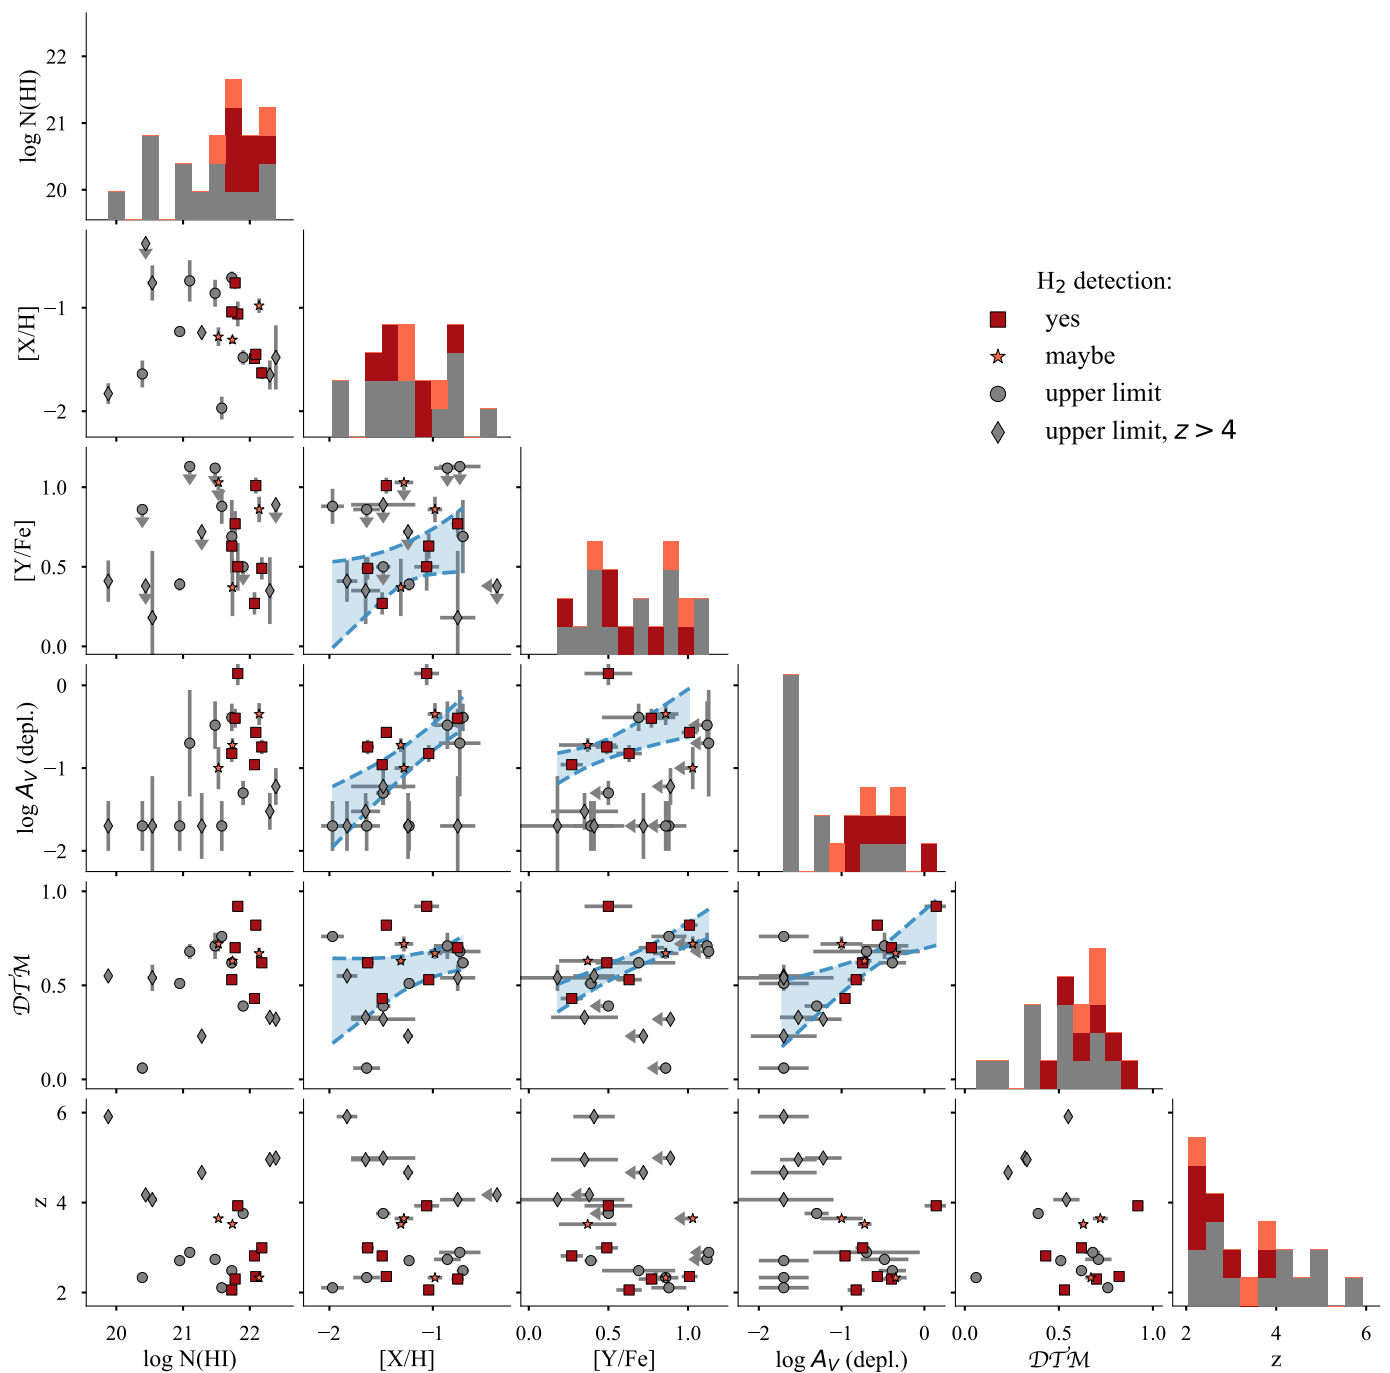 22
21
20
log N(HI)
H₂ detection:
yes
maybe
upper limit
upper limit, z > 4
−1
−2
[X/H]
1.0
0.5
0.0
[Y/Fe]
0
−1
−2
log A_V (depl.)
1.0
0.5
0.0
DTM
6
4
2
z
20 21 22 −2 −1 0.0 0.5 1.0 −2 −1 0 0.0 0.5 1.0 2 4 6
log N(HI) [X/H] [Y/Fe] log A_V (depl.) DTM z